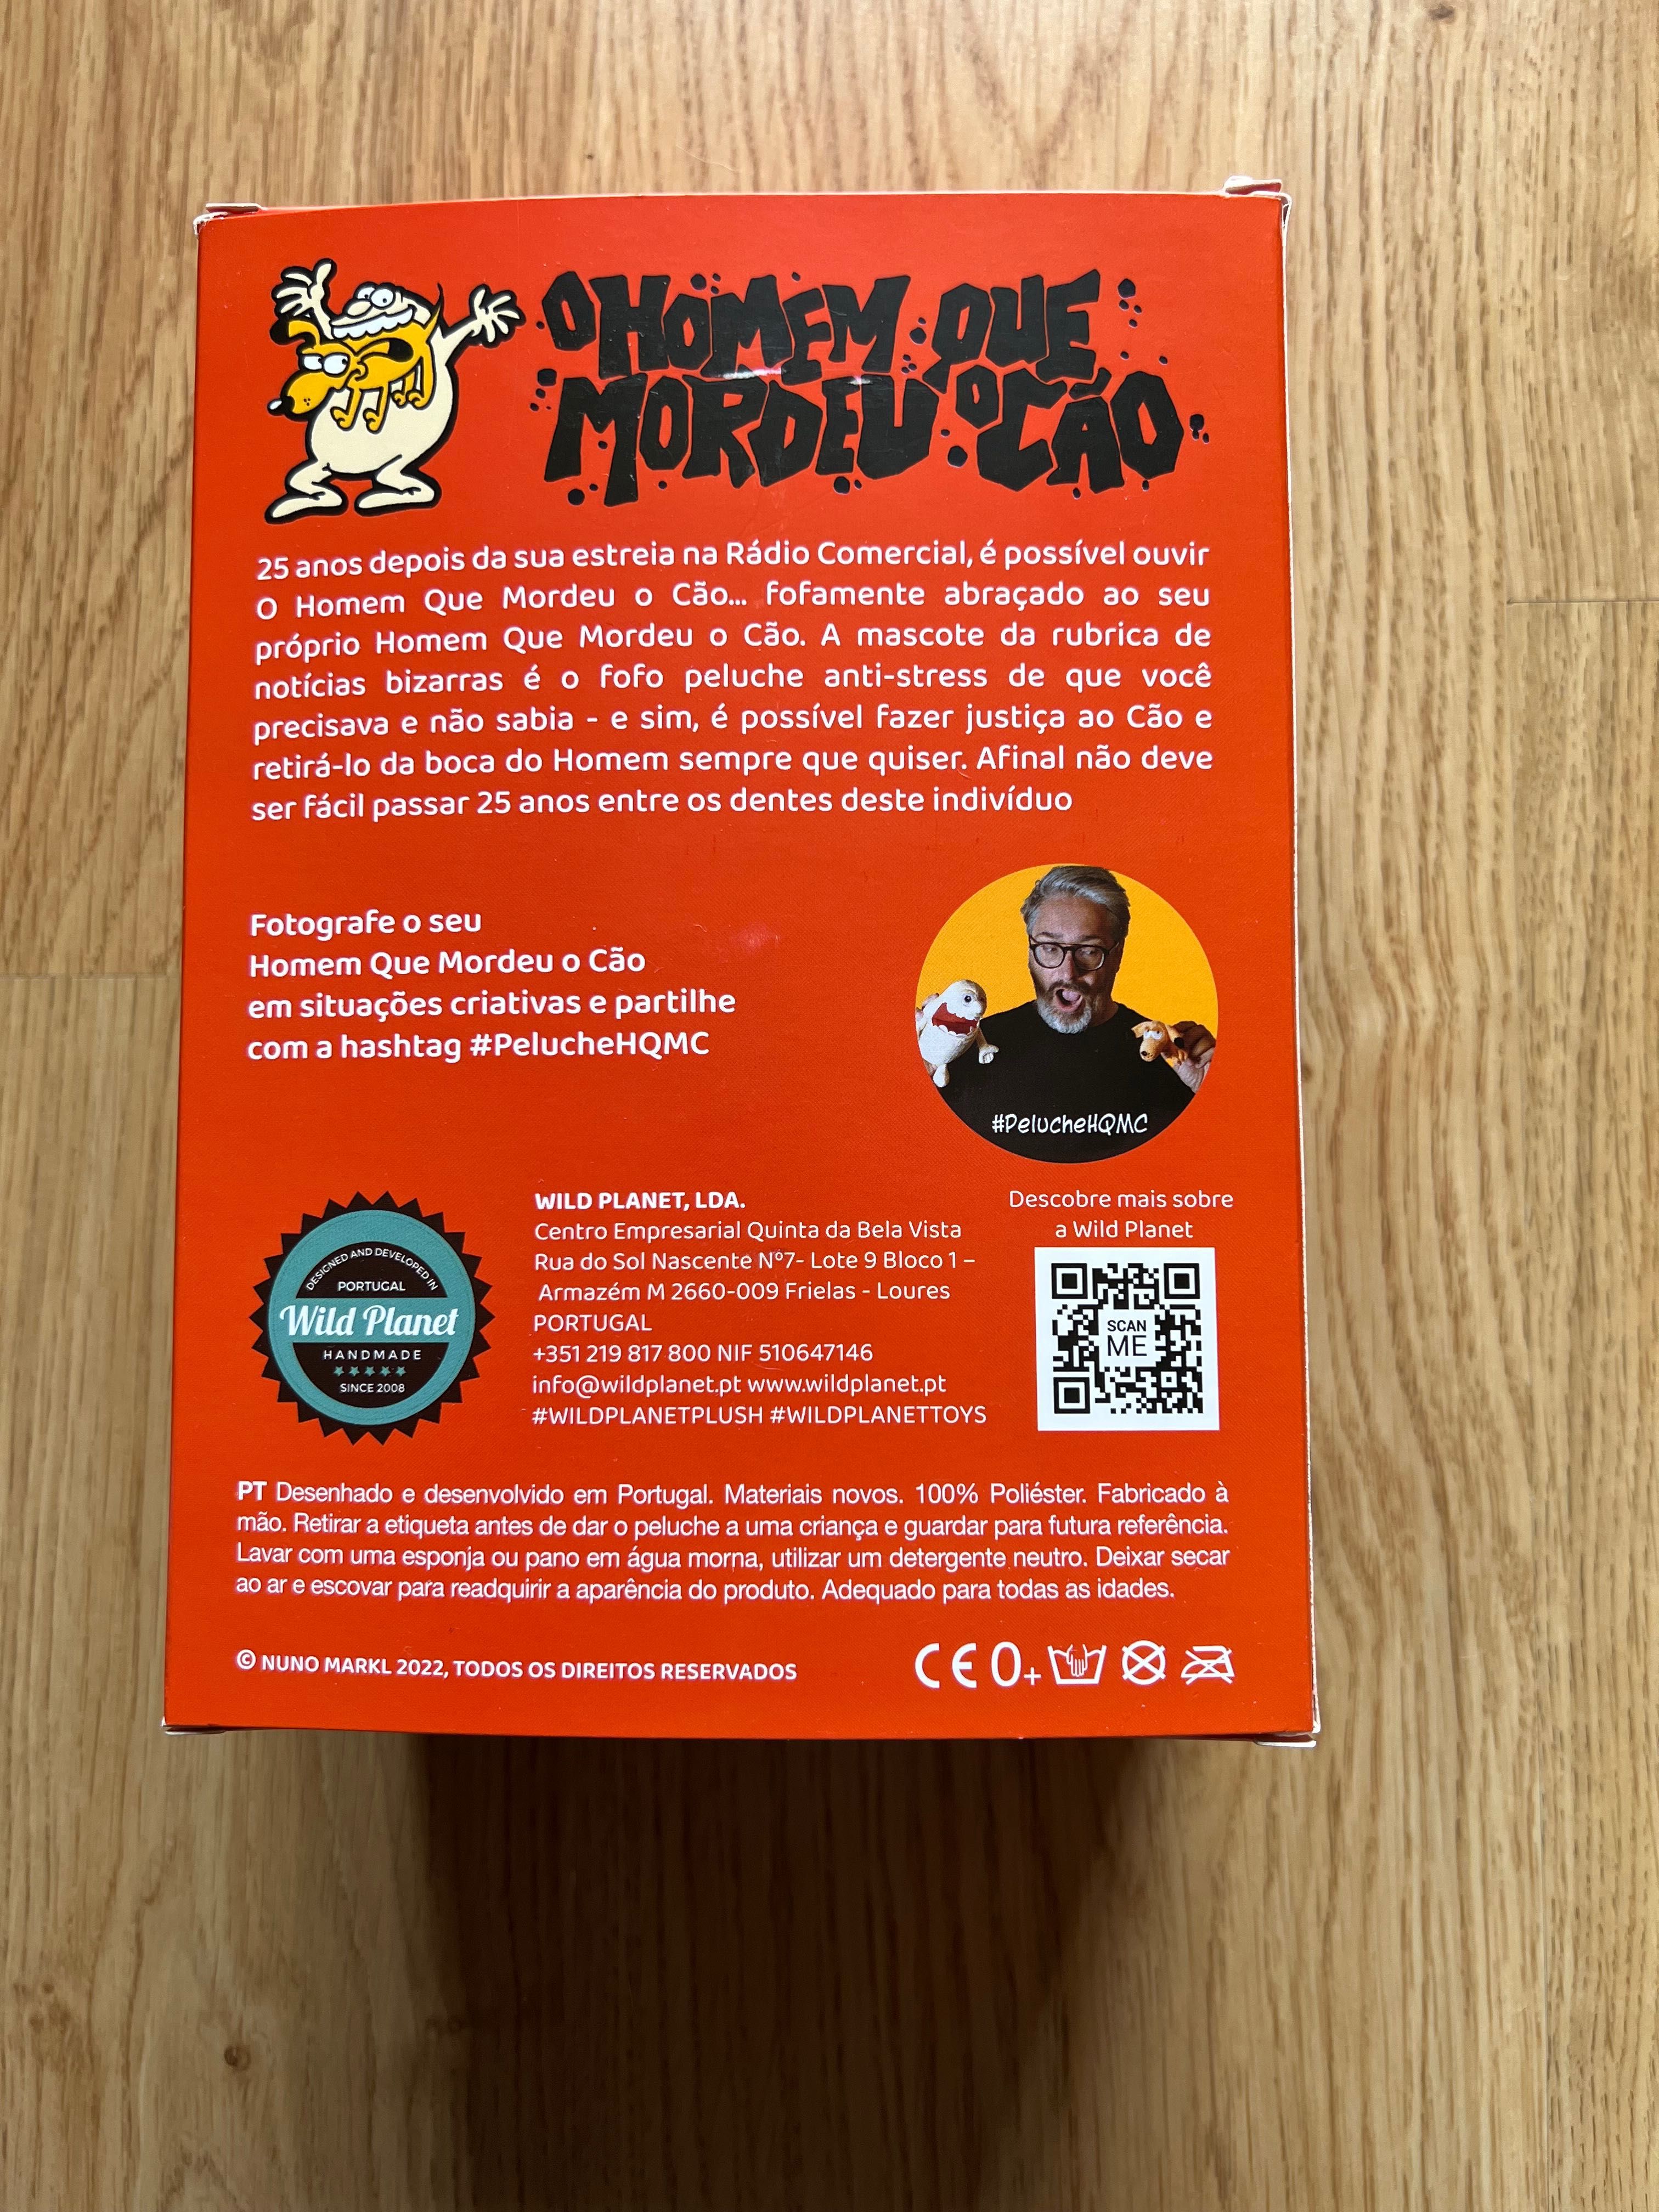 O HOMEM QUE
MORDEU O CÃO
25 anos depois da sua estreia na Rádio Comercial, é possível ouvir
O Homem Que Mordeu o Cão... fofamente abraçado ao seu
próprio Homem Que Mordeu o Cão. A mascote da rubrica de
notícias bizarras é o fofo peluche anti-stress de que você
precisava e não sabia - e sim, é possível fazer justiça ao Cão e
retirá-lo da boca do Homem sempre que quiser. Afinal não deve
ser fácil passar 25 anos entre os dentes deste indivíduo
Fotografe o seu
Homem Que Mordeu o Cão
em situações criativas e partilhe
com a hashtag #PelucheHQMC
#PelucheHQMC
DESIGNED AND DEVELOPED IN
PORTUGAL
Wild Planet
HANDMADE
SINCE 2008
WILD PLANET, LDA.
Centro Empresarial Quinta da Bela Vista
Rua do Sol Nascente Nº7- Lote 9 Bloco 1 –
Armazém M 2660-009 Frielas - Loures
PORTUGAL
+351 219 817 800 NIF 510647146
info@wildplanet.pt www.wildplanet.pt
#WILDPLANETPLUSH #WILDPLANETTOYS
Descobre mais sobre
a Wild Planet
SCAN
ME
PT Desenhado e desenvolvido em Portugal. Materiais novos. 100% Poliéster. Fabricado à
mão. Retirar a etiqueta antes de dar o peluche a uma criança e guardar para futura referência.
Lavar com uma esponja ou pano em água morna, utilizar um detergente neutro. Deixar secar
ao ar e escovar para readquirir a aparência do produto. Adequado para todas as idades.
© NUNO MARKL 2022, TODOS OS DIREITOS RESERVADOS
CE 0+